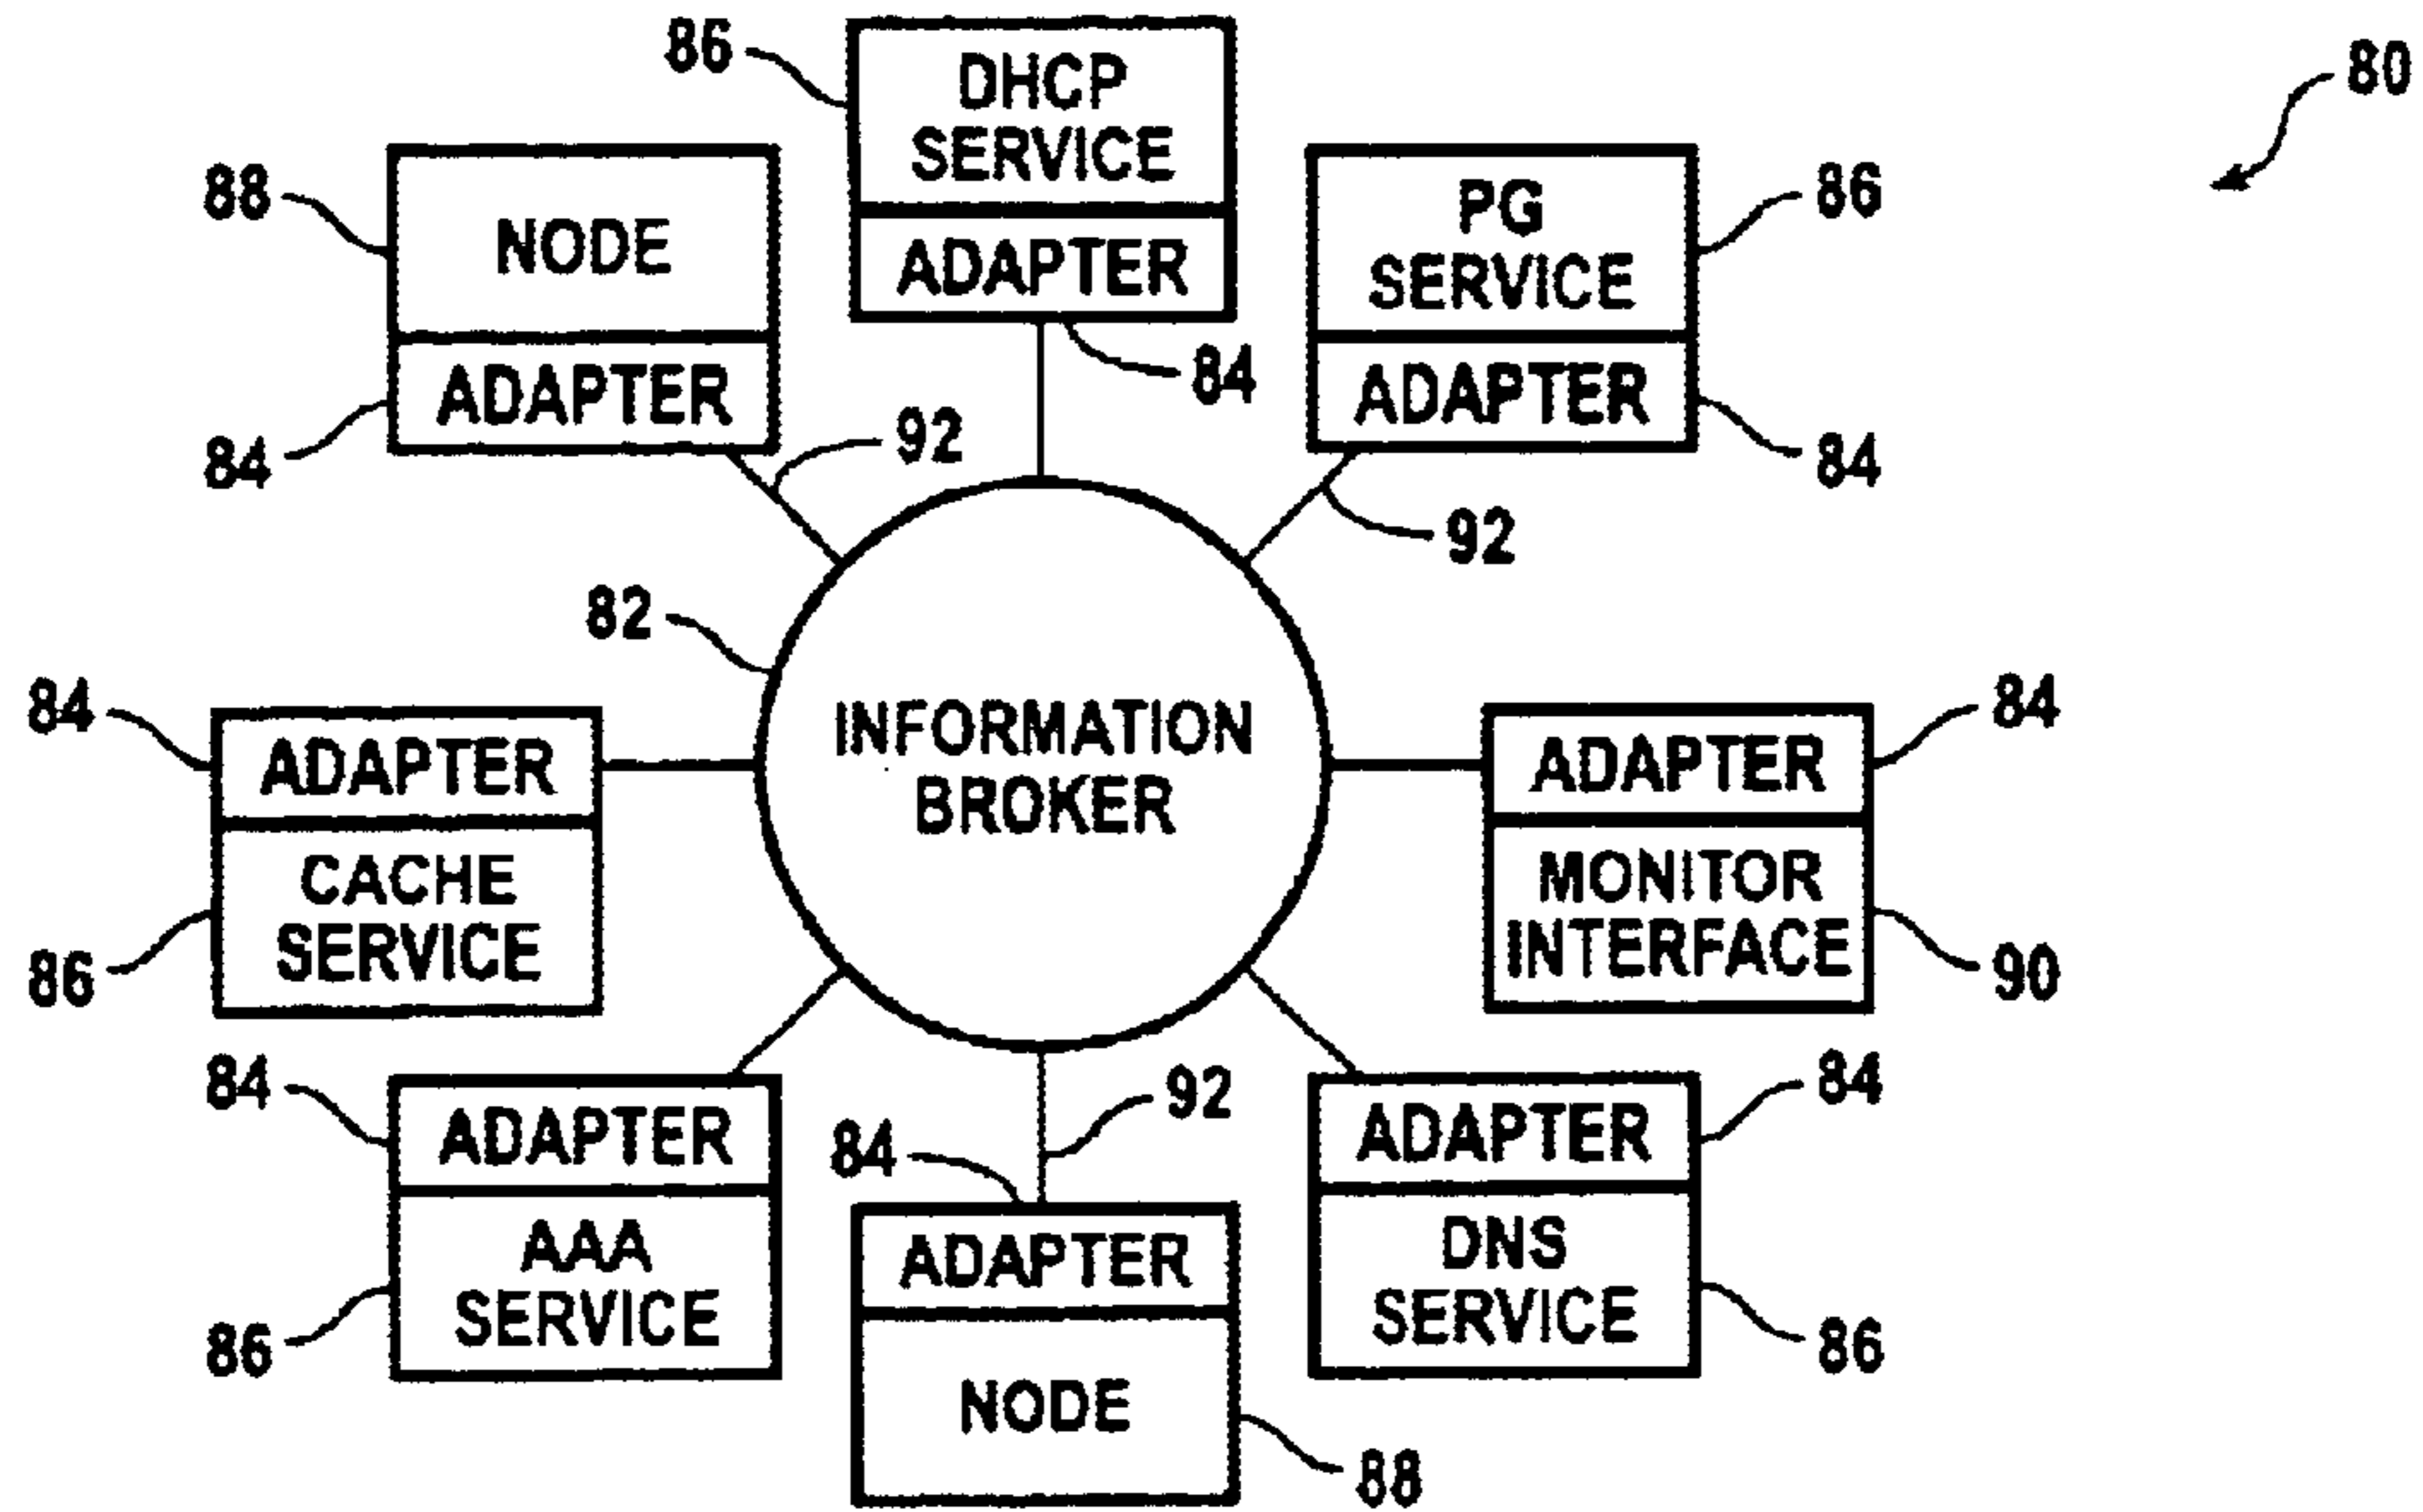 86
DHCP
SERVICE
ADAPTER
84
80
88
NODE
ADAPTER
84
PG
SERVICE
86
ADAPTER
84
92
92
82
INFORMATION
BROKER
84
ADAPTER
CACHE
SERVICE
86
84
ADAPTER
MONITOR
INTERFACE
90
84
ADAPTER
AAA
SERVICE
86
92
84
ADAPTER
NODE
88
84
ADAPTER
DNS
SERVICE
86